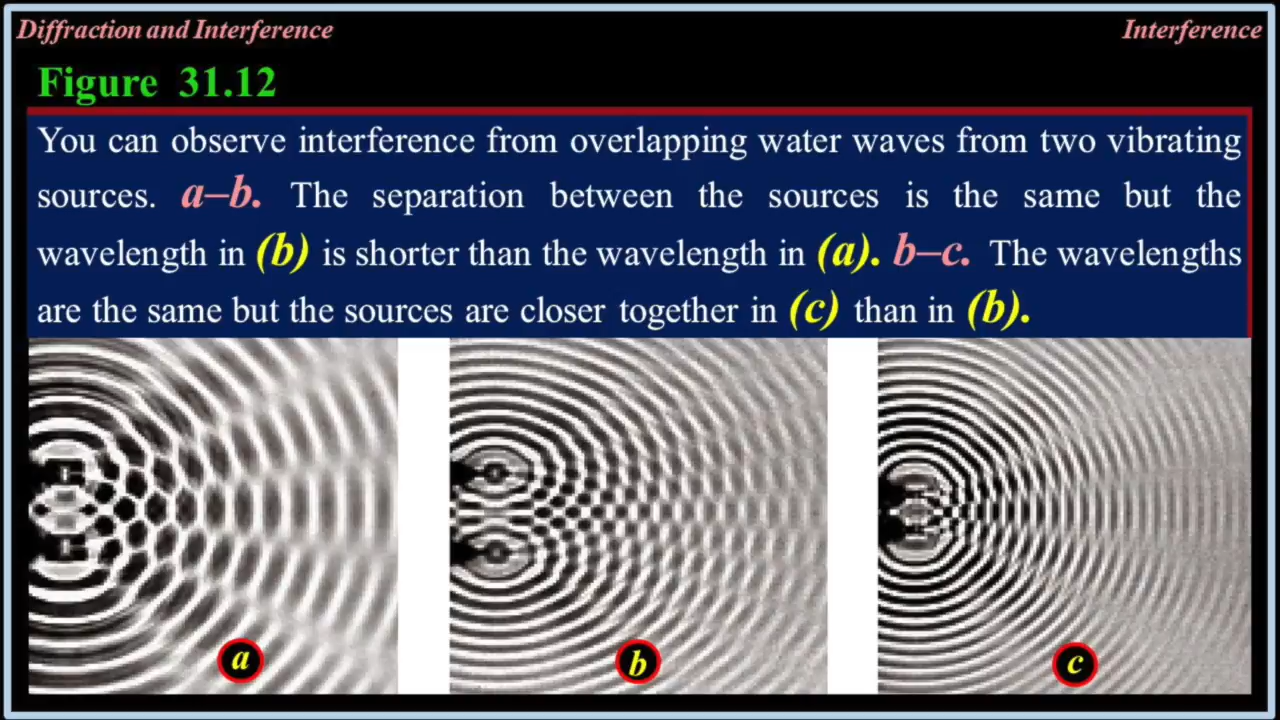 Diffraction and Interference
Interference
Figure 31.12
You can observe interference from overlapping water waves from two vibrating
sources. a–b. The separation between the sources is the same but the
wavelength in (b) is shorter than the wavelength in (a). b–c. The wavelengths
are the same but the sources are closer together in (c) than in (b).
a
b
c